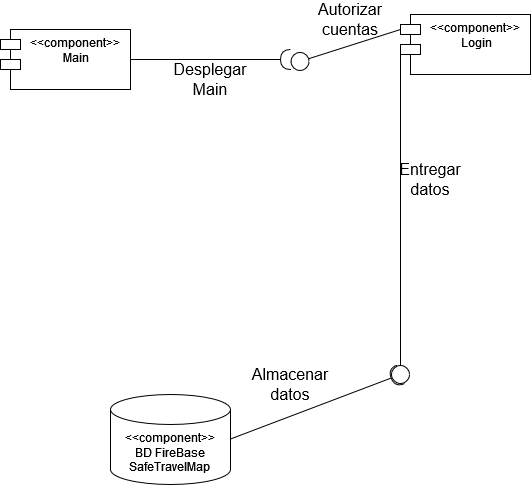 <<component>>
Main
Desplegar
Main
Autorizar
cuentas
<<component>>
Login
Entregar
datos
Almacenar
datos
<<component>>
BD FireBase
SafeTravelMap